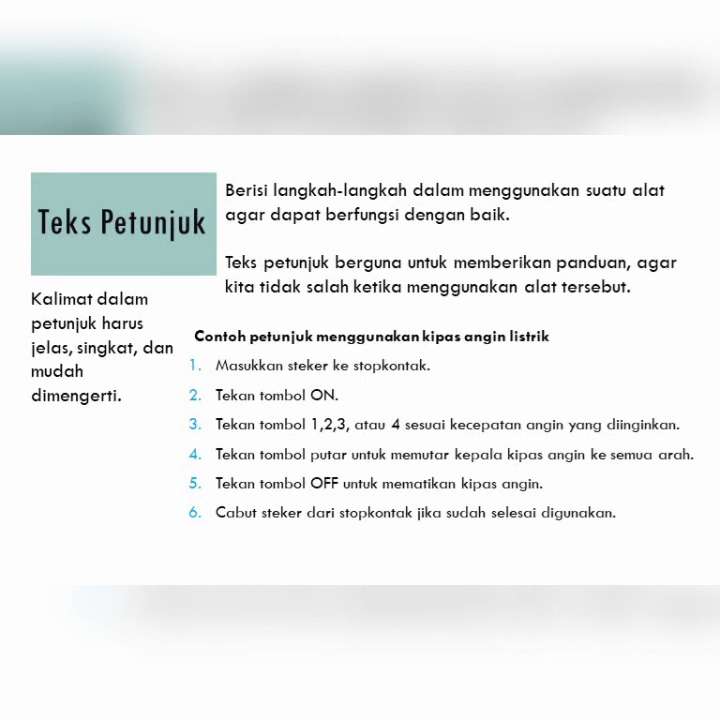 Teks Petunjuk
Berisi langkah-langkah dalam menggunakan suatu alat
agar dapat berfungsi dengan baik.
Teks petunjuk berguna untuk memberikan panduan, agar
kita tidak salah ketika menggunakan alat tersebut.
Kalimat dalam
petunjuk harus
jelas, singkat, dan
mudah
dimengerti.
Contoh petunjuk menggunakan kipas angin listrik
1. Masukkan steker ke stopkontak.
2. Tekan tombol ON.
3. Tekan tombol 1,2,3, atau 4 sesuai kecepatan angin yang diinginkan.
4. Tekan tombol putar untuk memutar kepala kipas angin ke semua arah.
5. Tekan tombol OFF untuk mematikan kipas angin.
6. Cabut steker dari stopkontak jika sudah selesai digunakan.